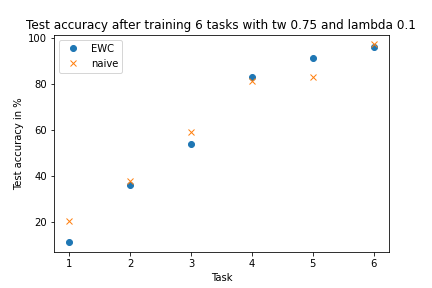 Test accuracy after training 6 tasks with tw 0.75 and lambda 0.1
EWC
naive
100
80
60
40
20
Test accuracy in %
1 2 3 4 5 6
Task